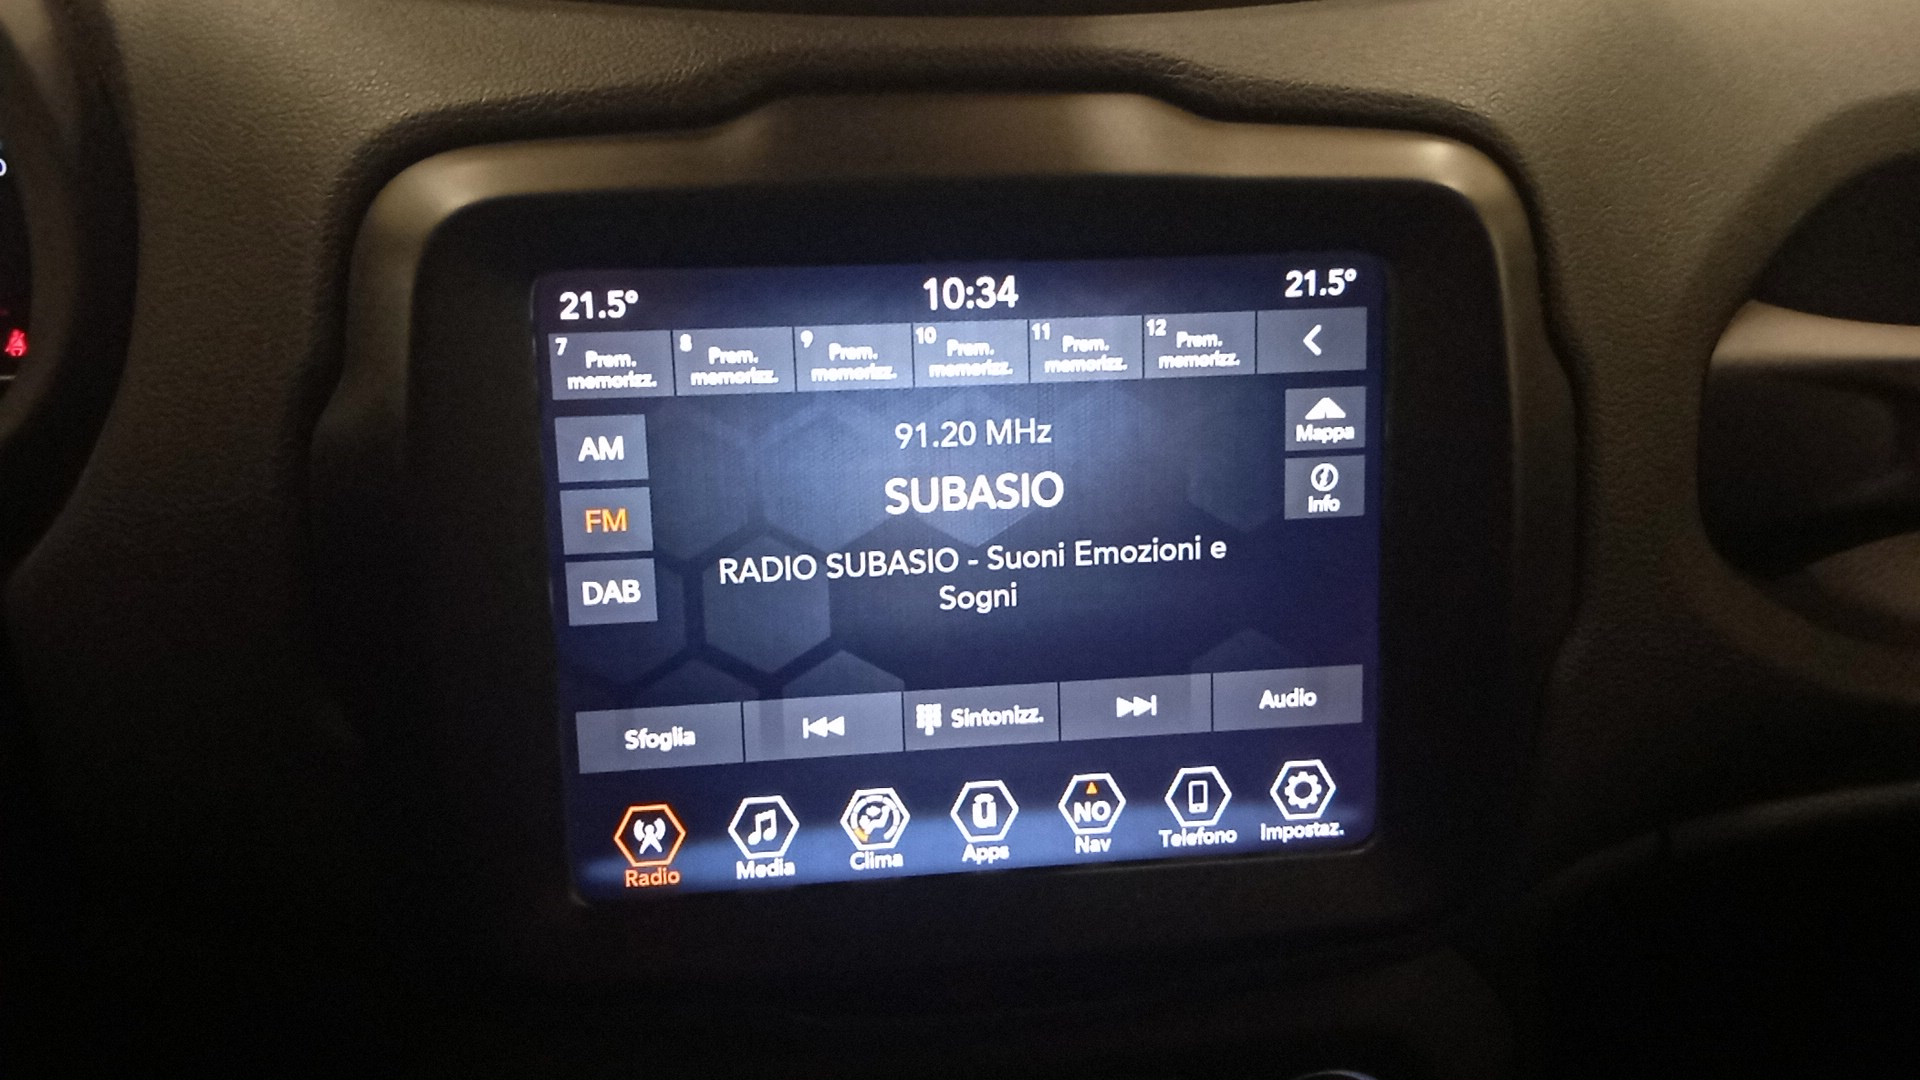 21.5° 10:34 21.5°
7 Prem. memorizz. 8 Prem. memorizz. 9 Prem. memorizz. 10 Prem. memorizz. 11 Prem. memorizz. 12 Prem. memorizz.
AM
91.20 MHz
Mappa
FM
SUBASIO
Info
DAB
RADIO SUBASIO - Suoni Emozioni e
Sogni
Sfoglia Sintonizz. Audio
ū NO
Radio Media Clima Apps Nav Telefono Impostaz.